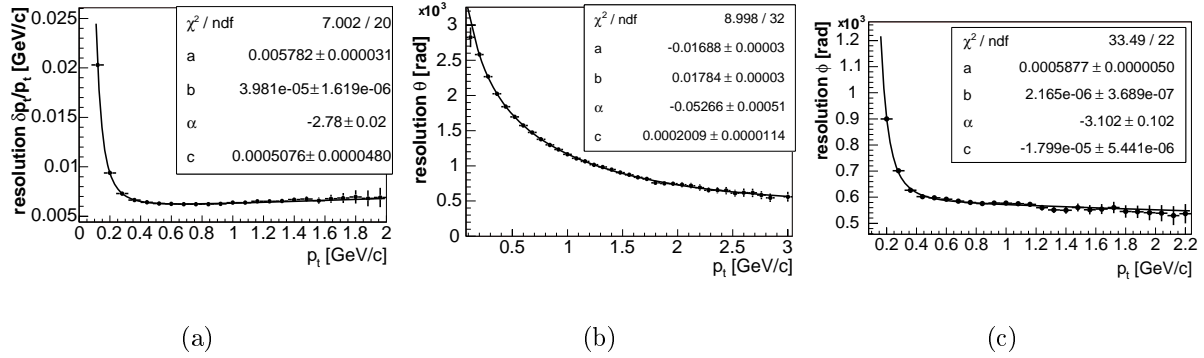 resolution δpt/pt [GeV/c]
0.025
0.02
0.015
0.01
0.005
χ² / ndf 7.002 / 20
a 0.005782 ± 0.000031
b 3.981e-05 ± 1.619e-06
α -2.78 ± 0.02
c 0.0005076 ± 0.0000480
0 0.2 0.4 0.6 0.8 1 1.2 1.4 1.6 1.8 2
pt [GeV/c]
(a)
×10³
resolution θ [rad]
3
2.5
2
1.5
1
0.5
0
χ² / ndf 8.998 / 32
a -0.01688 ± 0.00003
b 0.01784 ± 0.00003
α -0.05266 ± 0.00051
c 0.0002009 ± 0.0000114
0.5 1 1.5 2 2.5 3
pt [GeV/c]
(b)
×10³
resolution ϕ [rad]
1.2
1.1
1
0.9
0.8
0.7
0.6
0.5
χ² / ndf 33.49 / 22
a 0.0005877 ± 0.0000050
b 2.165e-06 ± 3.689e-07
α -3.102 ± 0.102
c -1.799e-05 ± 5.441e-06
0.2 0.4 0.6 0.8 1 1.2 1.4 1.6 1.8 2 2.2
pt [GeV/c]
(c)